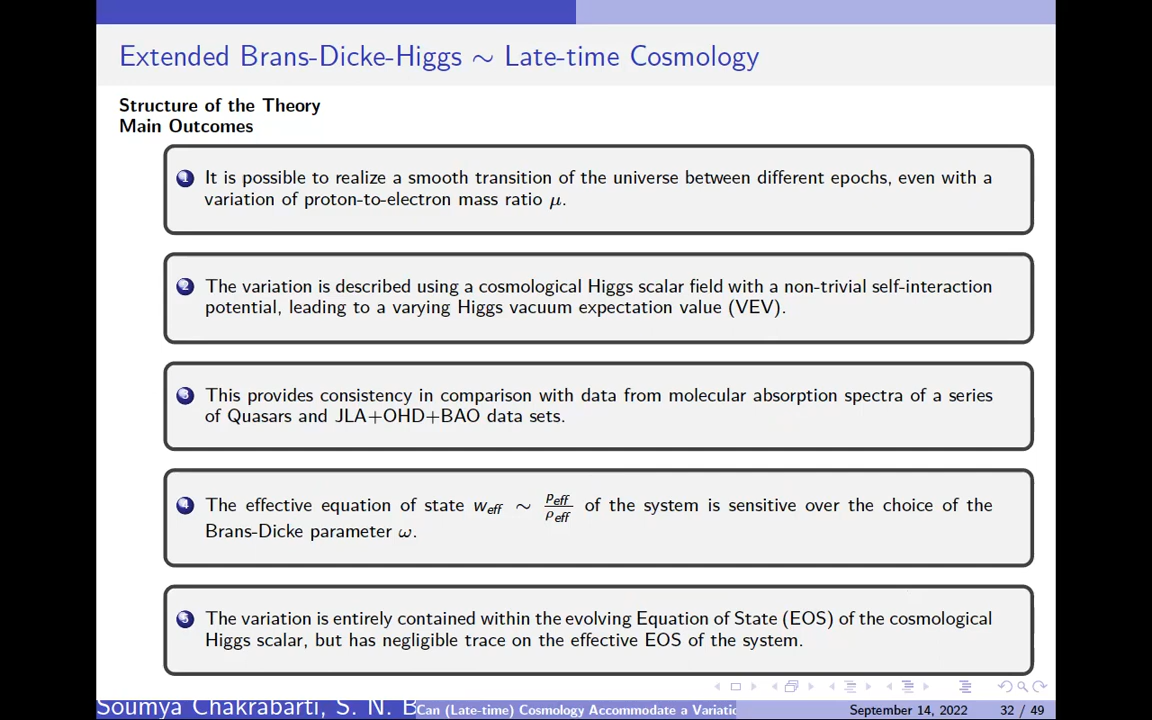 Extended Brans-Dicke-Higgs ∼ Late-time Cosmology
Structure of the Theory
Main Outcomes
1 It is possible to realize a smooth transition of the universe between different epochs, even with a
variation of proton-to-electron mass ratio μ.
2 The variation is described using a cosmological Higgs scalar field with a non-trivial self-interaction
potential, leading to a varying Higgs vacuum expectation value (VEV).
3 This provides consistency in comparison with data from molecular absorption spectra of a series
of Quasars and JLA+OHD+BAO data sets.
4 The effective equation of state w_eff ∼ p_eff/ρ_eff of the system is sensitive over the choice of the
Brans-Dicke parameter ω.
5 The variation is entirely contained within the evolving Equation of State (EOS) of the cosmological
Higgs scalar, but has negligible trace on the effective EOS of the system.
Soumya Chakrabarti, S. N. B Can (Late-time) Cosmology Accommodate a Variatio September 14, 2022 32 / 49